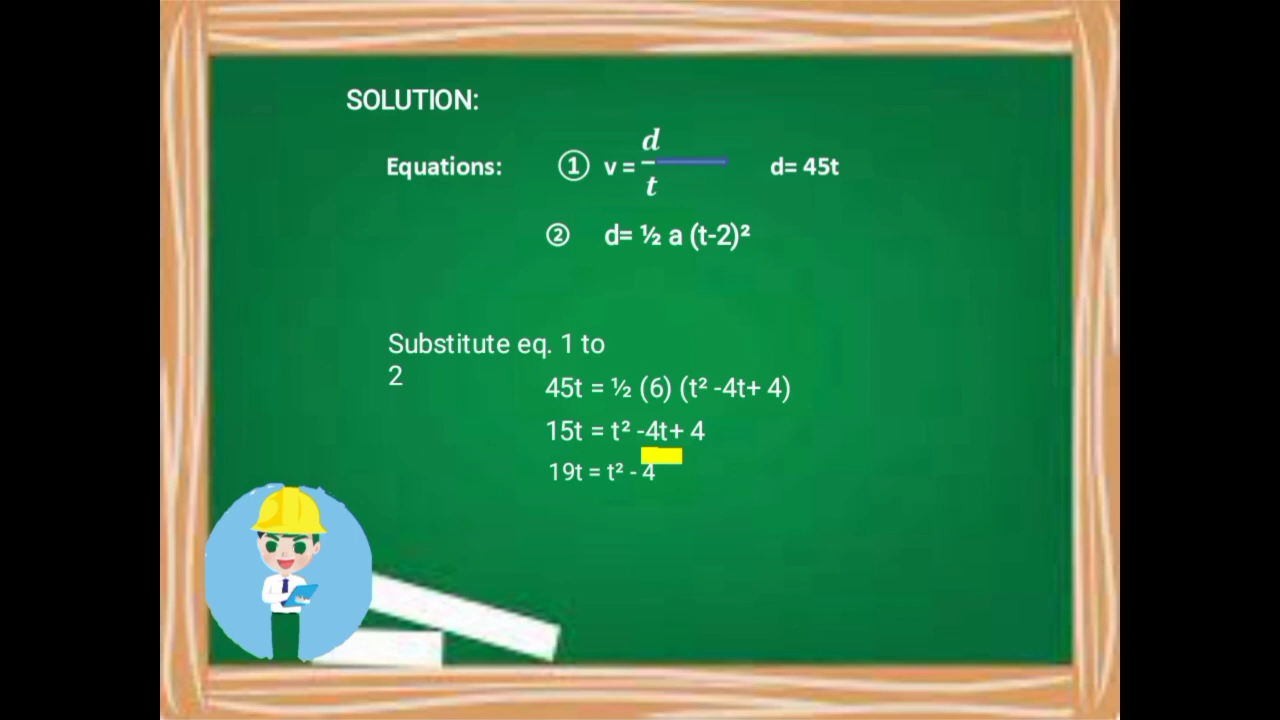 SOLUTION:
Equations: ① v = d/t d= 45t
② d= ½ a (t-2)²
Substitute eq. 1 to
2
45t = ½ (6) (t² -4t+ 4)
15t = t² -4t+ 4
19t = t² - 4